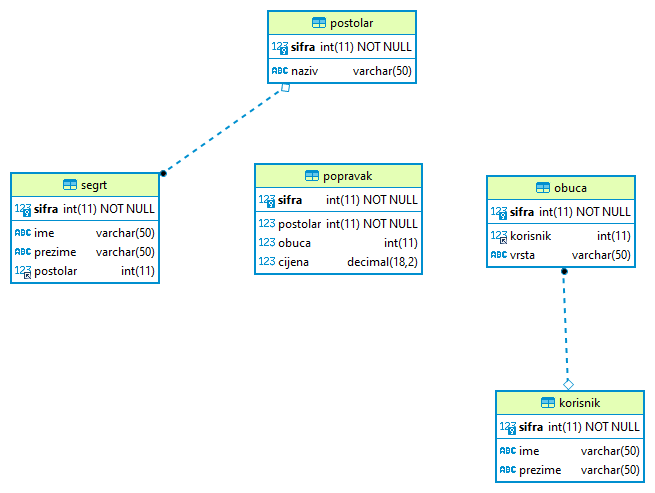 postolar
123 sifra int(11) NOT NULL
ABC naziv varchar(50)
segrt
123 sifra int(11) NOT NULL
ABC ime varchar(50)
ABC prezime varchar(50)
123 postolar int(11)
popravak
123 sifra int(11) NOT NULL
123 postolar int(11) NOT NULL
123 obuca int(11)
123 cijena decimal(18,2)
obuca
123 sifra int(11) NOT NULL
123 korisnik int(11)
ABC vrsta varchar(50)
korisnik
123 sifra int(11) NOT NULL
ABC ime varchar(50)
ABC prezime varchar(50)